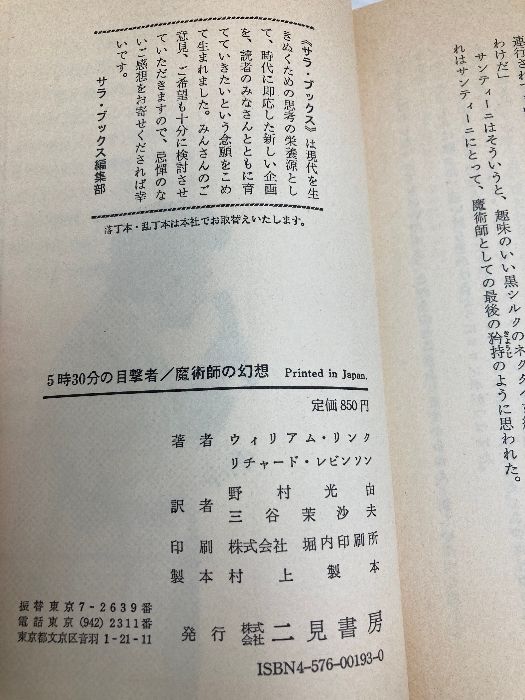 連行され
わけだ」
サンティーニはそういうと、趣味のいい黒シルクのネクタイ
れはサンティーニにとって、魔術師としての最後の矜持のように思われた。
きょうじ
《サラ・ブックス》は現代を生
きぬくための思考の栄養源とし
て、時代に即応した新しい企画
を、読者のみなさんとともに育
てていきたいという念願をこめ
て生まれました。みんさんのご
意見、ご希望も十分に検討させ
ていただきますので、忌憚のな
いご感想をお寄せくだされば幸
いです。
サラ・ブックス編集部
落丁本・乱丁本は本社でお取替えいたします。
5時30分の目撃者/魔術師の幻想 Printed in Japan.
定価 850円
著者 ウィリアム・リンク
リチャード・レビンソン
訳者 野村光由
三谷茉沙夫
印刷 株式会社 堀内印刷所
製本 村上製本
振替東京7-2639番
電話東京(942)2311番
東京都文京区音羽1-21-11
発行 株式会社 二見書房
ISBN4-576-00193-0